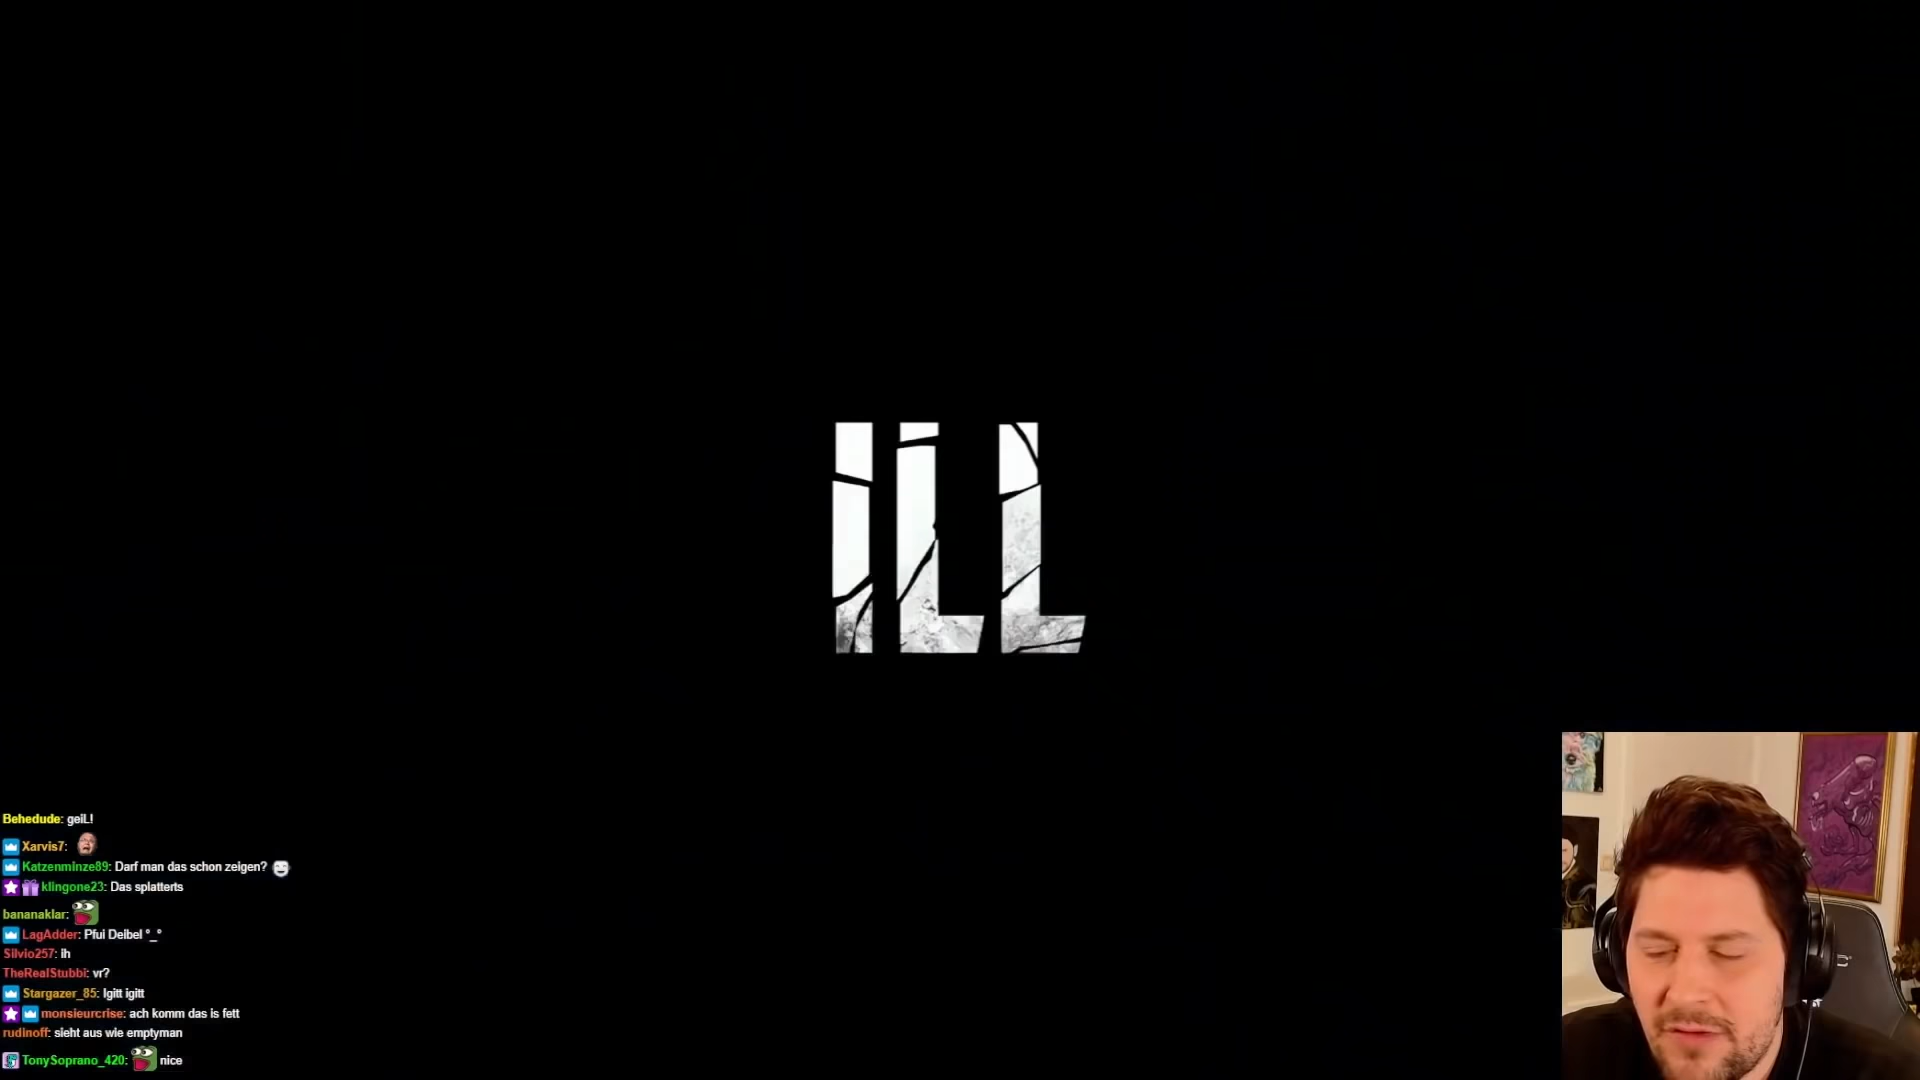 ILL
Behedude: geiL!
Xarvis7:
KatzenmInze89: Darf man das schon zeigen?
klingone23: Das splatterts
bananaklar:
LagAdder: Pfui Deibel °_°
Silvio257: Ih
TheRealStubbi: vr?
Stargazer_85: Igitt igitt
monsieurcrise: ach komm das is fett
rudinoff: sieht aus wie emptyman
TonySoprano_420: nice